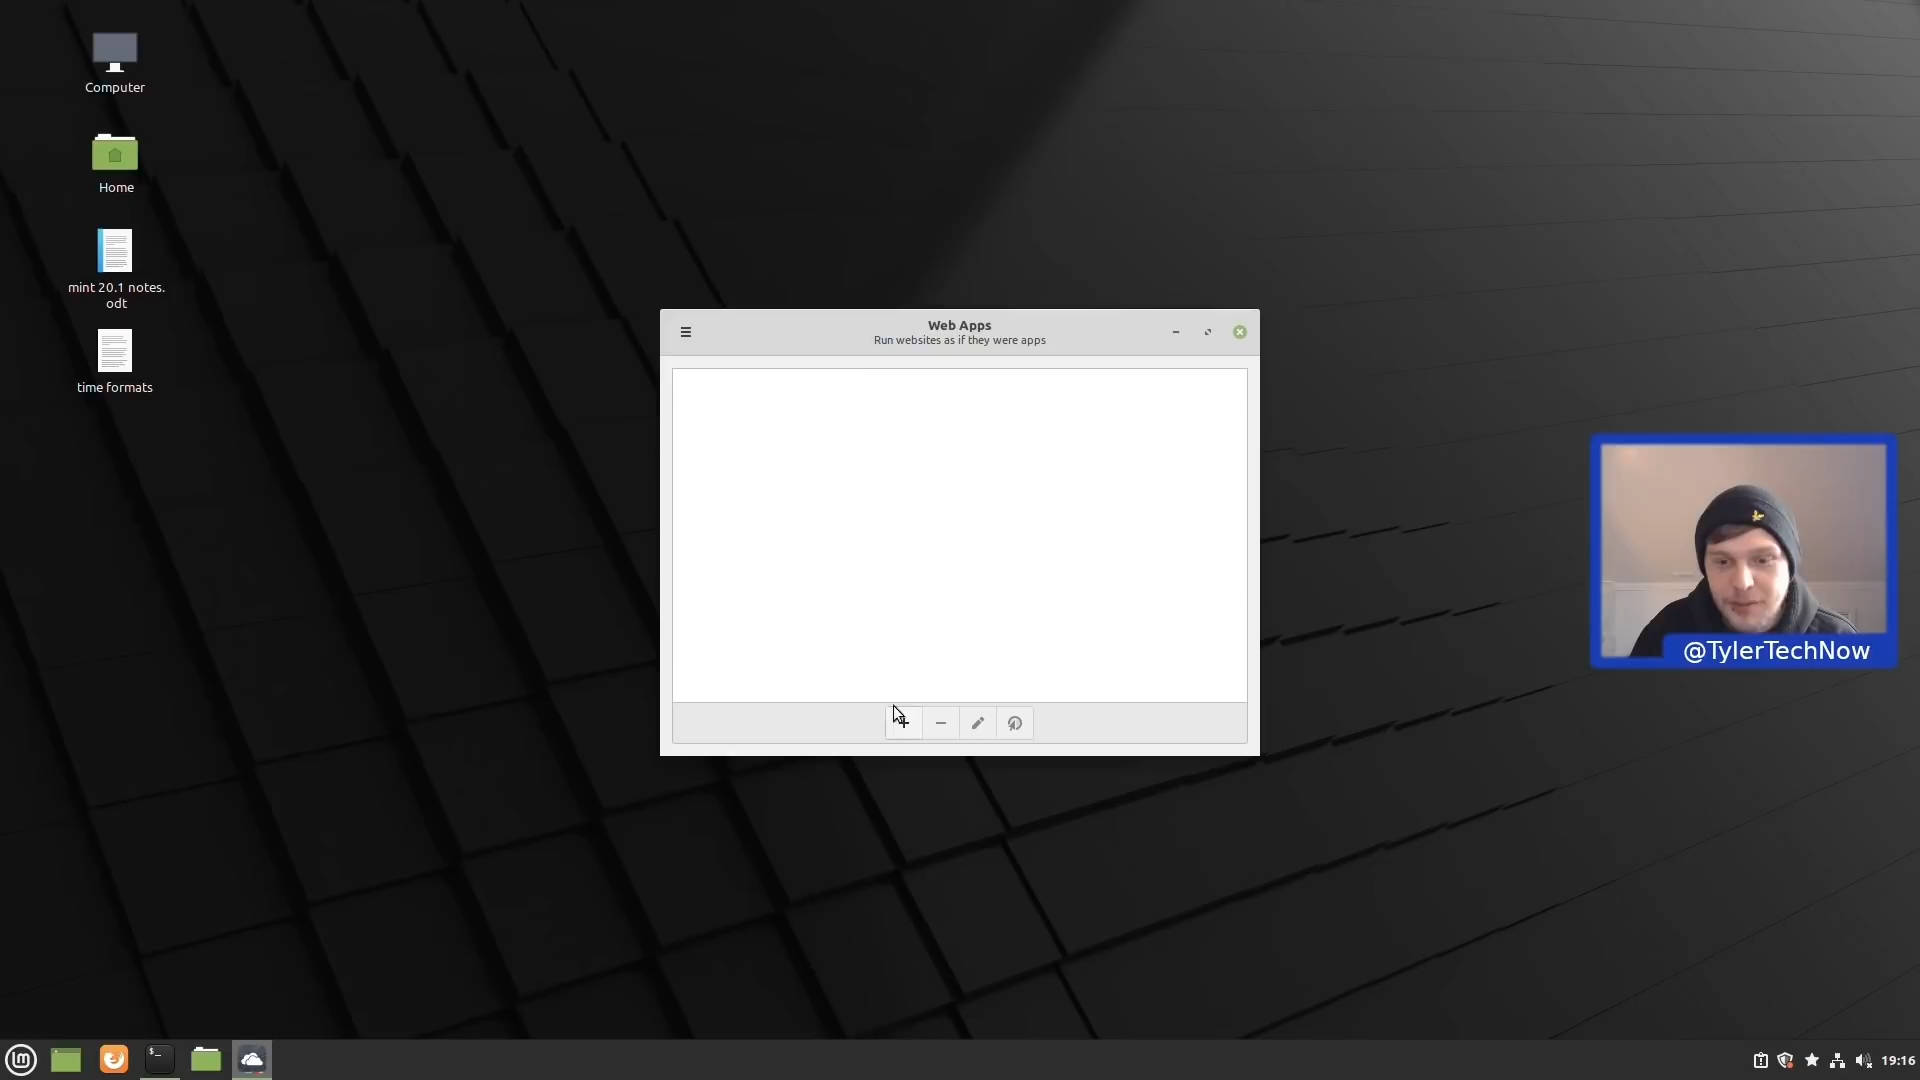 Computer
Home
mint 20.1 notes.
odt
time formats
Web Apps
Run websites as if they were apps
@TylerTechNow
$_
19:16